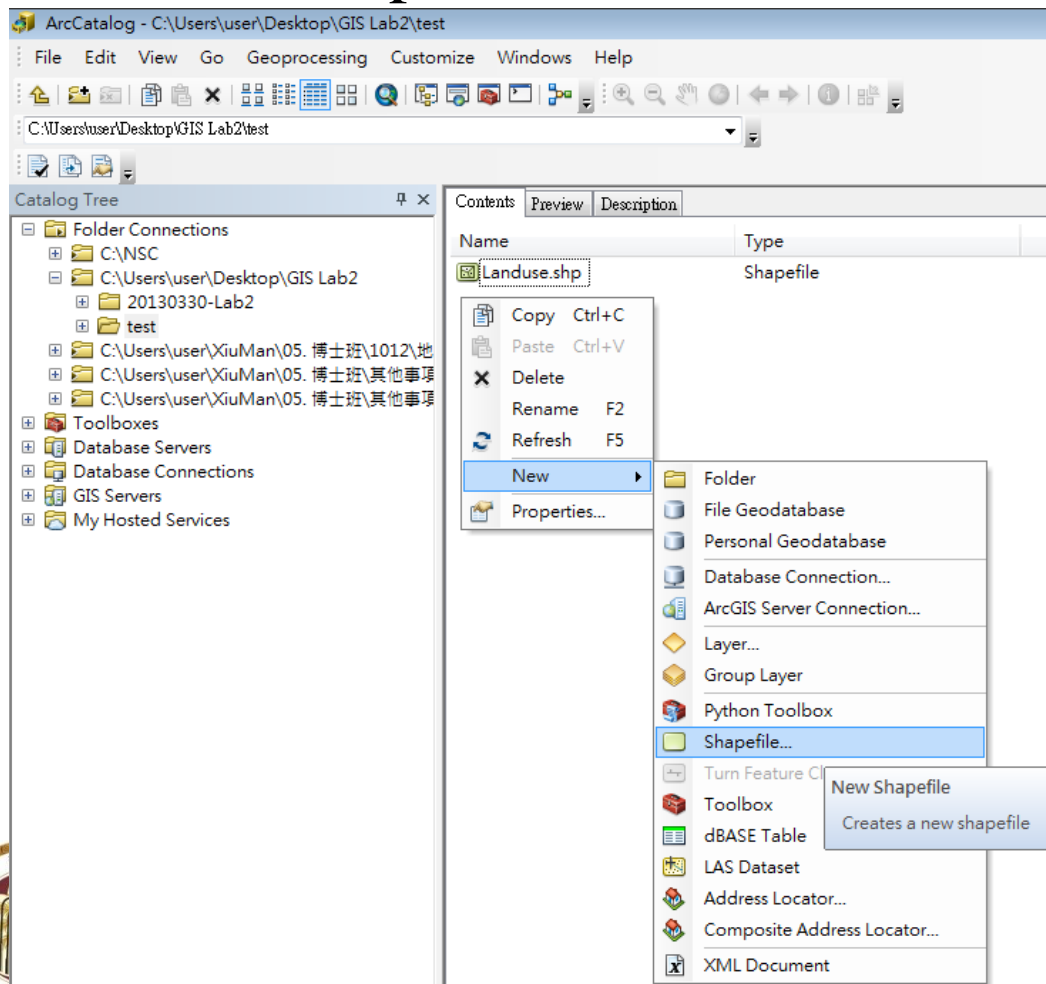 ArcCatalog - C:\Users\user\Desktop\GIS Lab2\test
File Edit View Go Geoprocessing Customize Windows Help
C:\Users\user\Desktop\GIS Lab2\test
Catalog Tree
Folder Connections
C:\NSC
C:\Users\user\Desktop\GIS Lab2
20130330-Lab2
test
C:\Users\user\XiuMan\05. 博士班\1012\地
C:\Users\user\XiuMan\05. 博士班\其他事項
C:\Users\user\XiuMan\05. 博士班\其他事項
Toolboxes
Database Servers
Database Connections
GIS Servers
My Hosted Services
Contents Preview Description
Name Type
Landuse.shp Shapefile
Copy Ctrl+C
Paste Ctrl+V
Delete
Rename F2
Refresh F5
New
Properties...
Folder
File Geodatabase
Personal Geodatabase
Database Connection...
ArcGIS Server Connection...
Layer...
Group Layer
Python Toolbox
Shapefile...
Turn Feature Cl
New Shapefile
Creates a new shapefile
Toolbox
dBASE Table
LAS Dataset
Address Locator...
Composite Address Locator...
XML Document